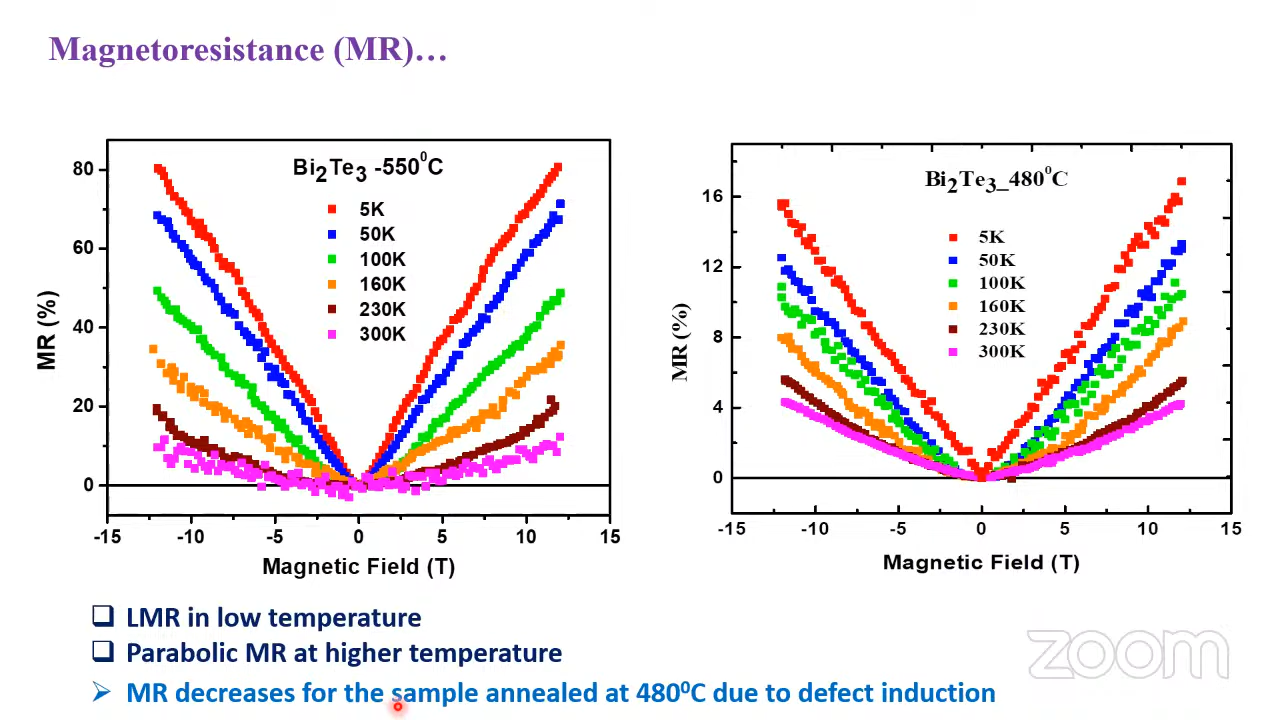 Magnetoresistance (MR)…
Bi2Te3 -550⁰C
5K
50K
100K
160K
230K
300K
80
60
40
20
0
MR (%)
-15 -10 -5 0 5 10 15
Magnetic Field (T)
Bi2Te3_480⁰C
5K
50K
100K
160K
230K
300K
16
12
8
4
0
MR (%)
-15 -10 -5 0 5 10 15
Magnetic Field (T)
LMR in low temperature
Parabolic MR at higher temperature
MR decreases for the sample annealed at 480⁰C due to defect induction
zoom